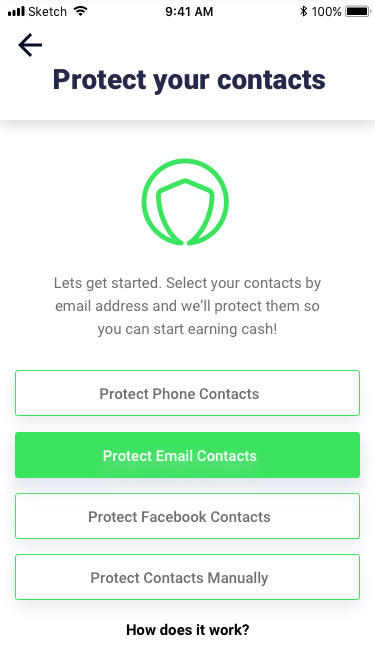 Sketch 9:41 AM 100%
Protect your contacts
Lets get started. Select your contacts by
email address and we'll protect them so
you can start earning cash!
Protect Phone Contacts
Protect Email Contacts
Protect Facebook Contacts
Protect Contacts Manually
How does it work?